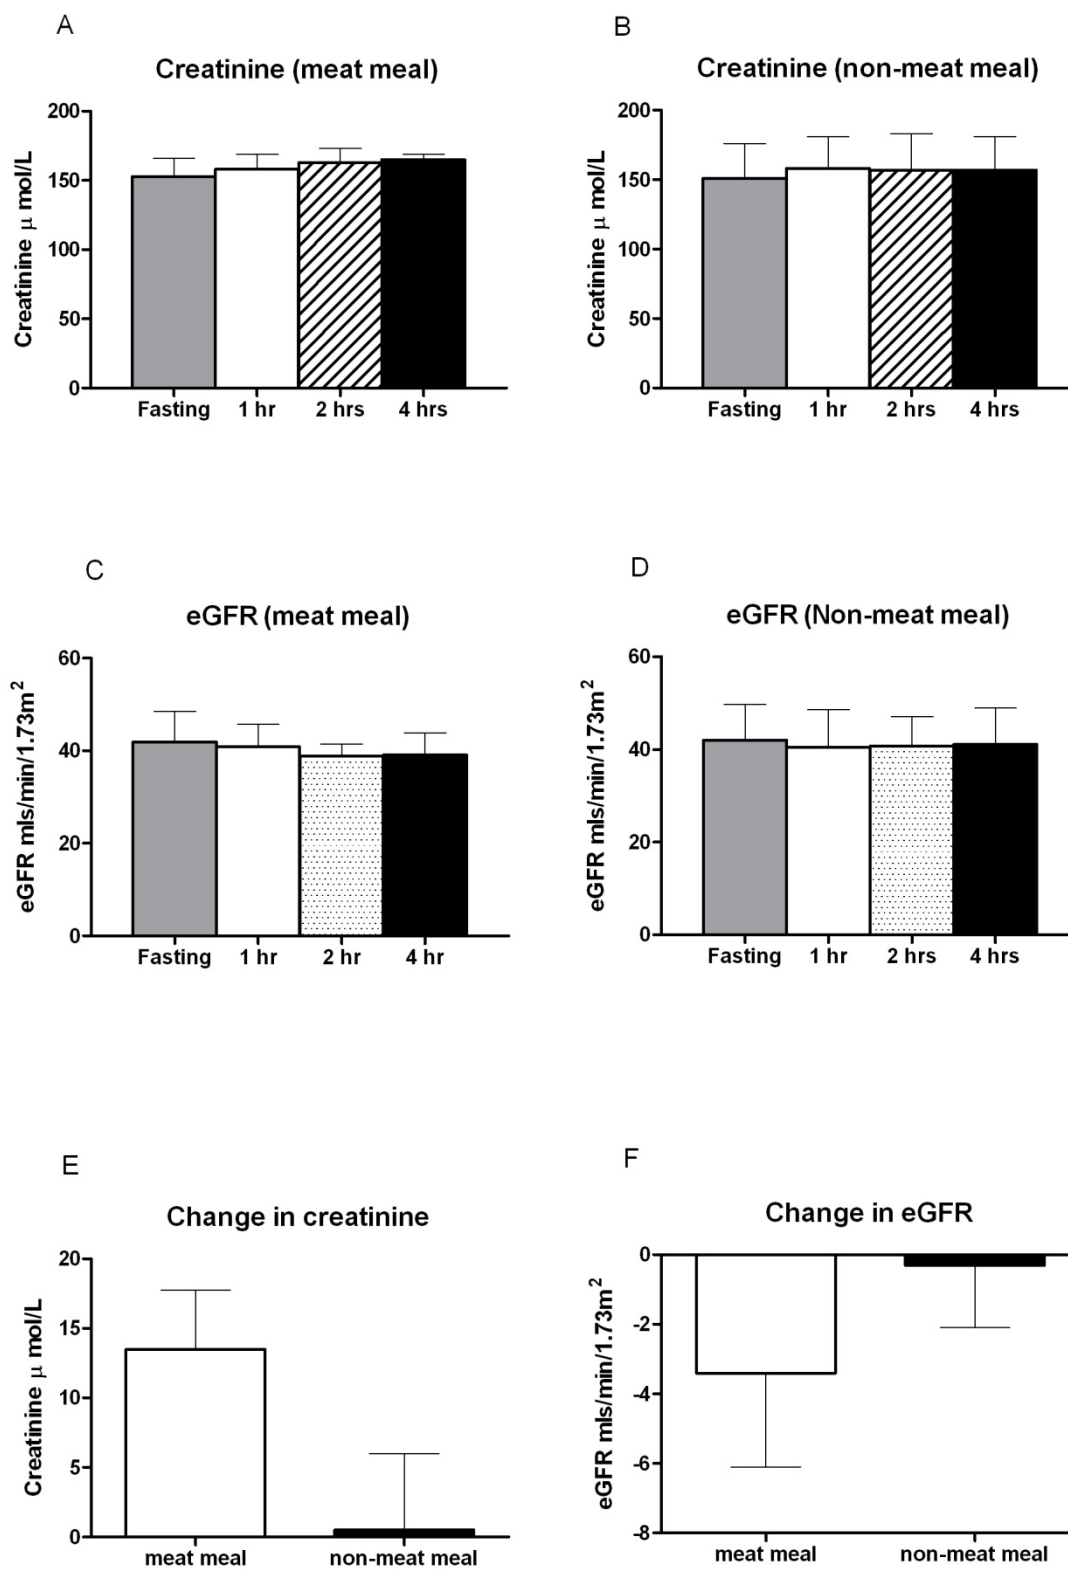 A
Creatinine (meat meal)
Creatinine μ mol/L
200
150
100
50
0
Fasting 1 hr 2 hrs 4 hrs
B
Creatinine (non-meat meal)
Creatinine μ mol/L
200
150
100
50
0
Fasting 1 hr 2 hrs 4 hrs
C
eGFR (meat meal)
eGFR mls/min/1.73m²
60
40
20
0
Fasting 1 hr 2 hr 4 hr
D
eGFR (Non-meat meal)
eGFR mls/min/1.73m²
60
40
20
0
Fasting 1 hr 2 hrs 4 hrs
E
Change in creatinine
Creatinine μ mol/L
20
15
10
5
0
meat meal non-meat meal
F
Change in eGFR
eGFR mls/min/1.73m²
0
-2
-4
-6
-8
meat meal non-meat meal